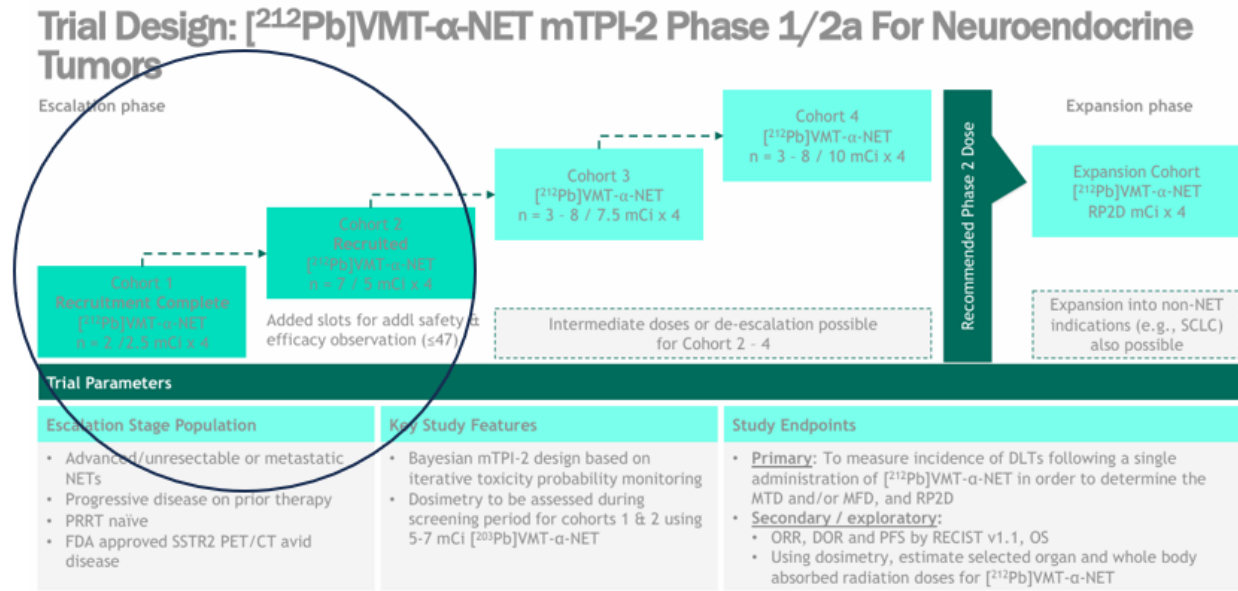 Trial Design: [²¹²Pb]VMT-α-NET mTPI-2 Phase 1/2a For Neuroendocrine
Tumors
Escalation phase
Expansion phase
Cohort 4
[²¹²Pb]VMT-α-NET
n = 3 - 8 / 10 mCi x 4
Cohort 3
[²¹²Pb]VMT-α-NET
n = 3 - 8 / 7.5 mCi x 4
Cohort 2
Recruited
[²¹²Pb]VMT-α-NET
n = 7 / 5 mCi x 4
Cohort 1
Recruitment Complete
[²¹²Pb]VMT-α-NET
n = 2 /2.5 mCi x 4
Added slots for addl safety &
efficacy observation (≤47)
Intermediate doses or de-escalation possible
for Cohort 2 - 4
Recommended Phase 2 Dose
Expansion Cohort
[²¹²Pb]VMT-α-NET
RP2D mCi x 4
Expansion into non-NET
indications (e.g., SCLC)
also possible
Trial Parameters
Escalation Stage Population
• Advanced/unresectable or metastatic
NETs
• Progressive disease on prior therapy
• PRRT naïve
• FDA approved SSTR2 PET/CT avid
disease
Key Study Features
• Bayesian mTPI-2 design based on
iterative toxicity probability monitoring
• Dosimetry to be assessed during
screening period for cohorts 1 & 2 using
5-7 mCi [²⁰³Pb]VMT-α-NET
Study Endpoints
• Primary: To measure incidence of DLTs following a single
administration of [²¹²Pb]VMT-α-NET in order to determine the
MTD and/or MFD, and RP2D
• Secondary / exploratory:
• ORR, DOR and PFS by RECIST v1.1, OS
• Using dosimetry, estimate selected organ and whole body
absorbed radiation doses for [²¹²Pb]VMT-α-NET